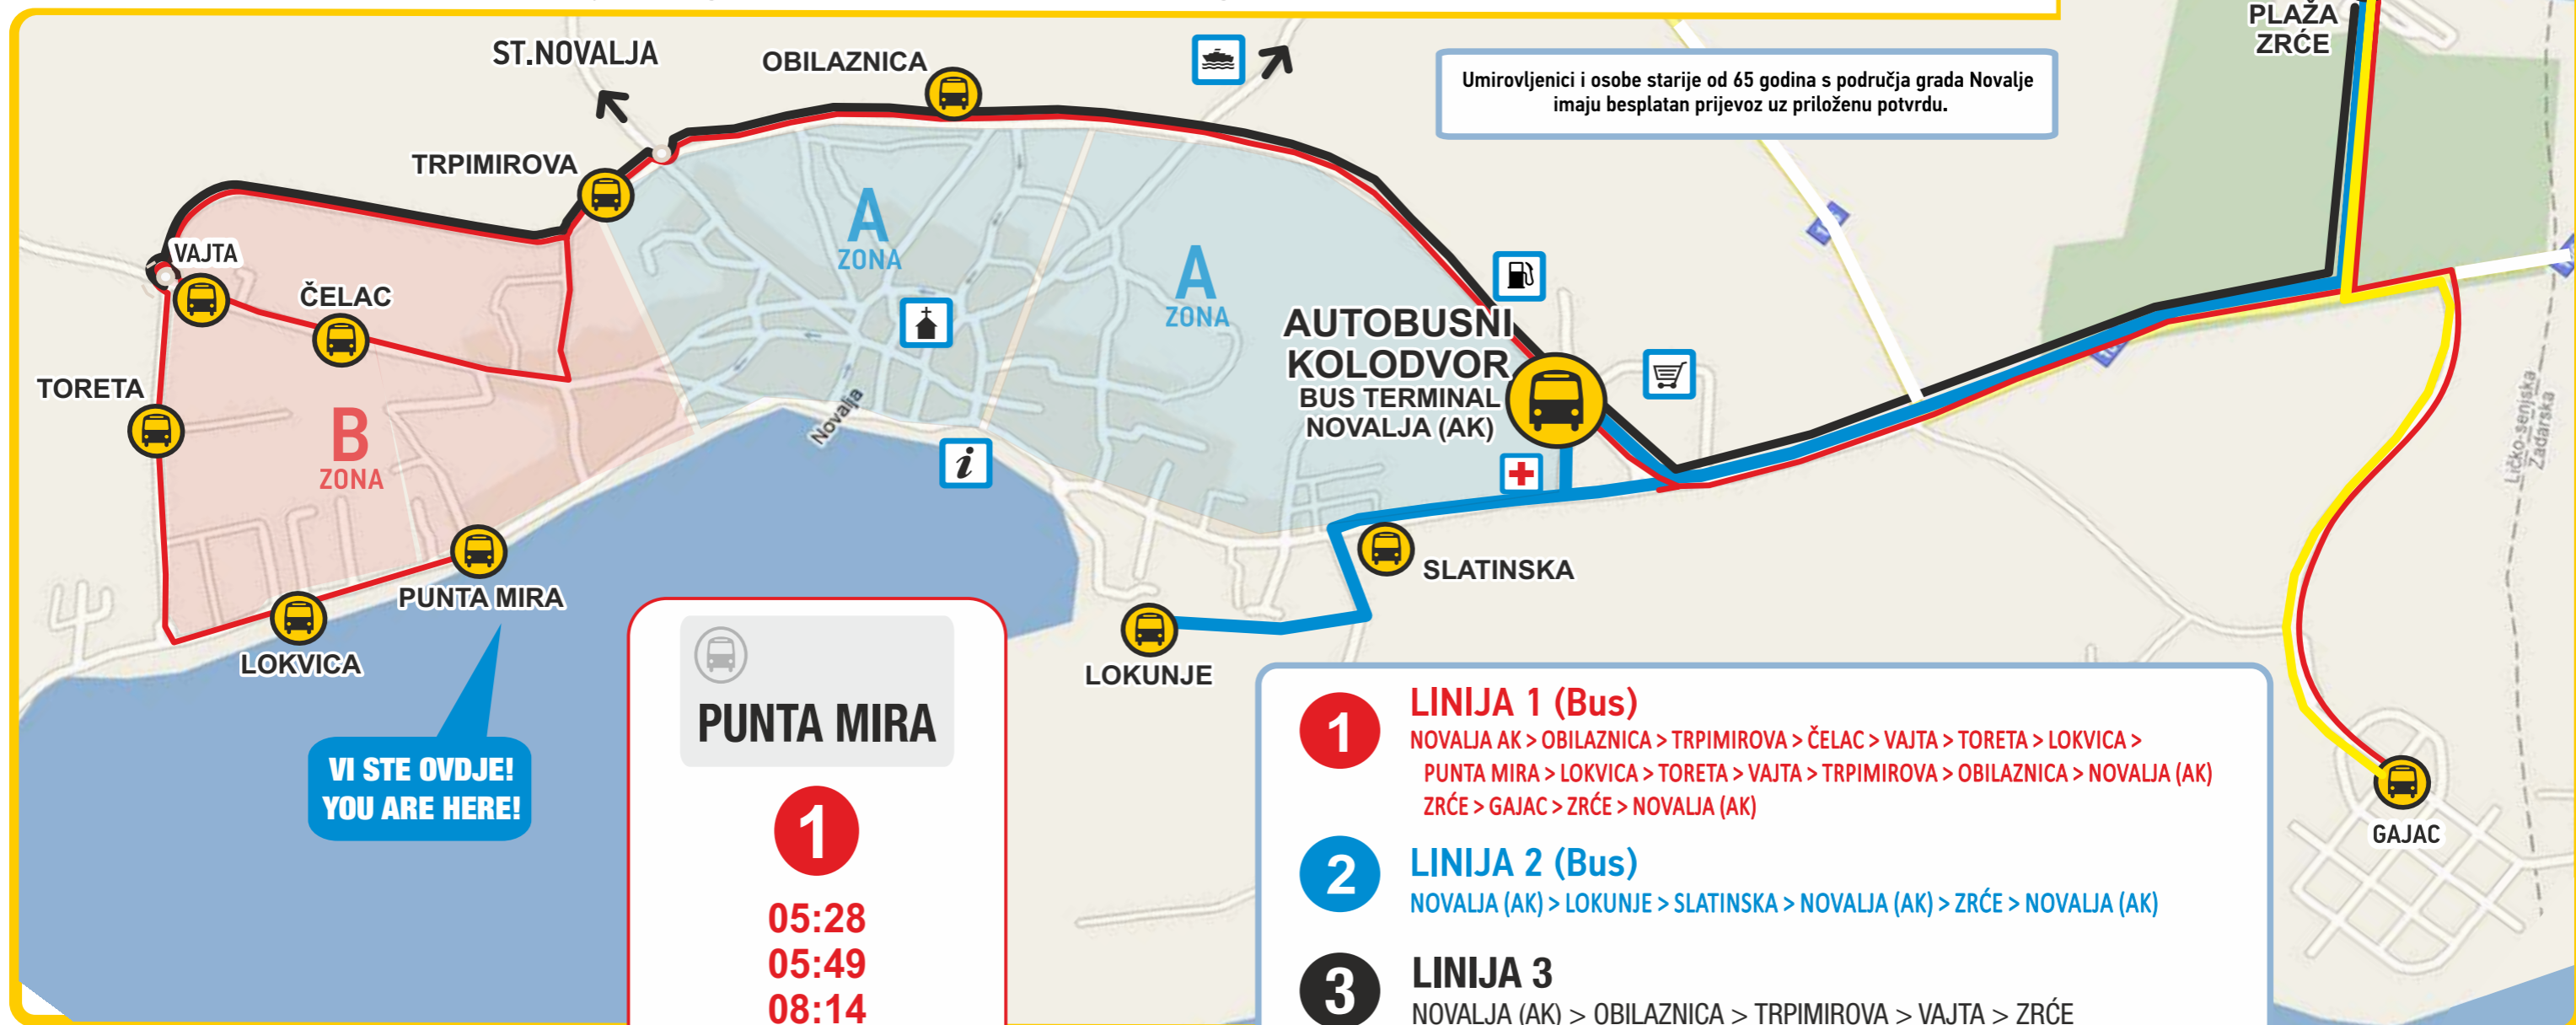 PLAŽA
ZRĆE
ST.NOVALJA
OBILAZNICA
Umirovljenici i osobe starije od 65 godina s područja grada Novalje
imaju besplatan prijevoz uz priloženu potvrdu.
TRPIMIROVA
A
ZONA
VAJTA
A
ZONA
ČELAC
AUTOBUSNI
KOLODVOR
BUS TERMINAL
NOVALJA (AK)
TORETA
B
ZONA
Novalja
i
Ličko-senjska
Zadarska
SLATINSKA
PUNTA MIRA
LOKVICA
LOKUNJE
VI STE OVDJE!
YOU ARE HERE!
PUNTA MIRA
1
05:28
05:49
08:14
1
LINIJA 1 (Bus)
NOVALJA AK > OBILAZNICA > TRPIMIROVA > ČELAC > VAJTA > TORETA > LOKVICA >
PUNTA MIRA > LOKVICA > TORETA > VAJTA > TRPIMIROVA > OBILAZNICA > NOVALJA (AK)
ZRĆE > GAJAC > ZRĆE > NOVALJA (AK)
2
LINIJA 2 (Bus)
NOVALJA (AK) > LOKUNJE > SLATINSKA > NOVALJA (AK) > ZRĆE > NOVALJA (AK)
3
LINIJA 3
NOVALJA (AK) > OBILAZNICA > TRPIMIROVA > VAJTA > ZRĆE
GAJAC